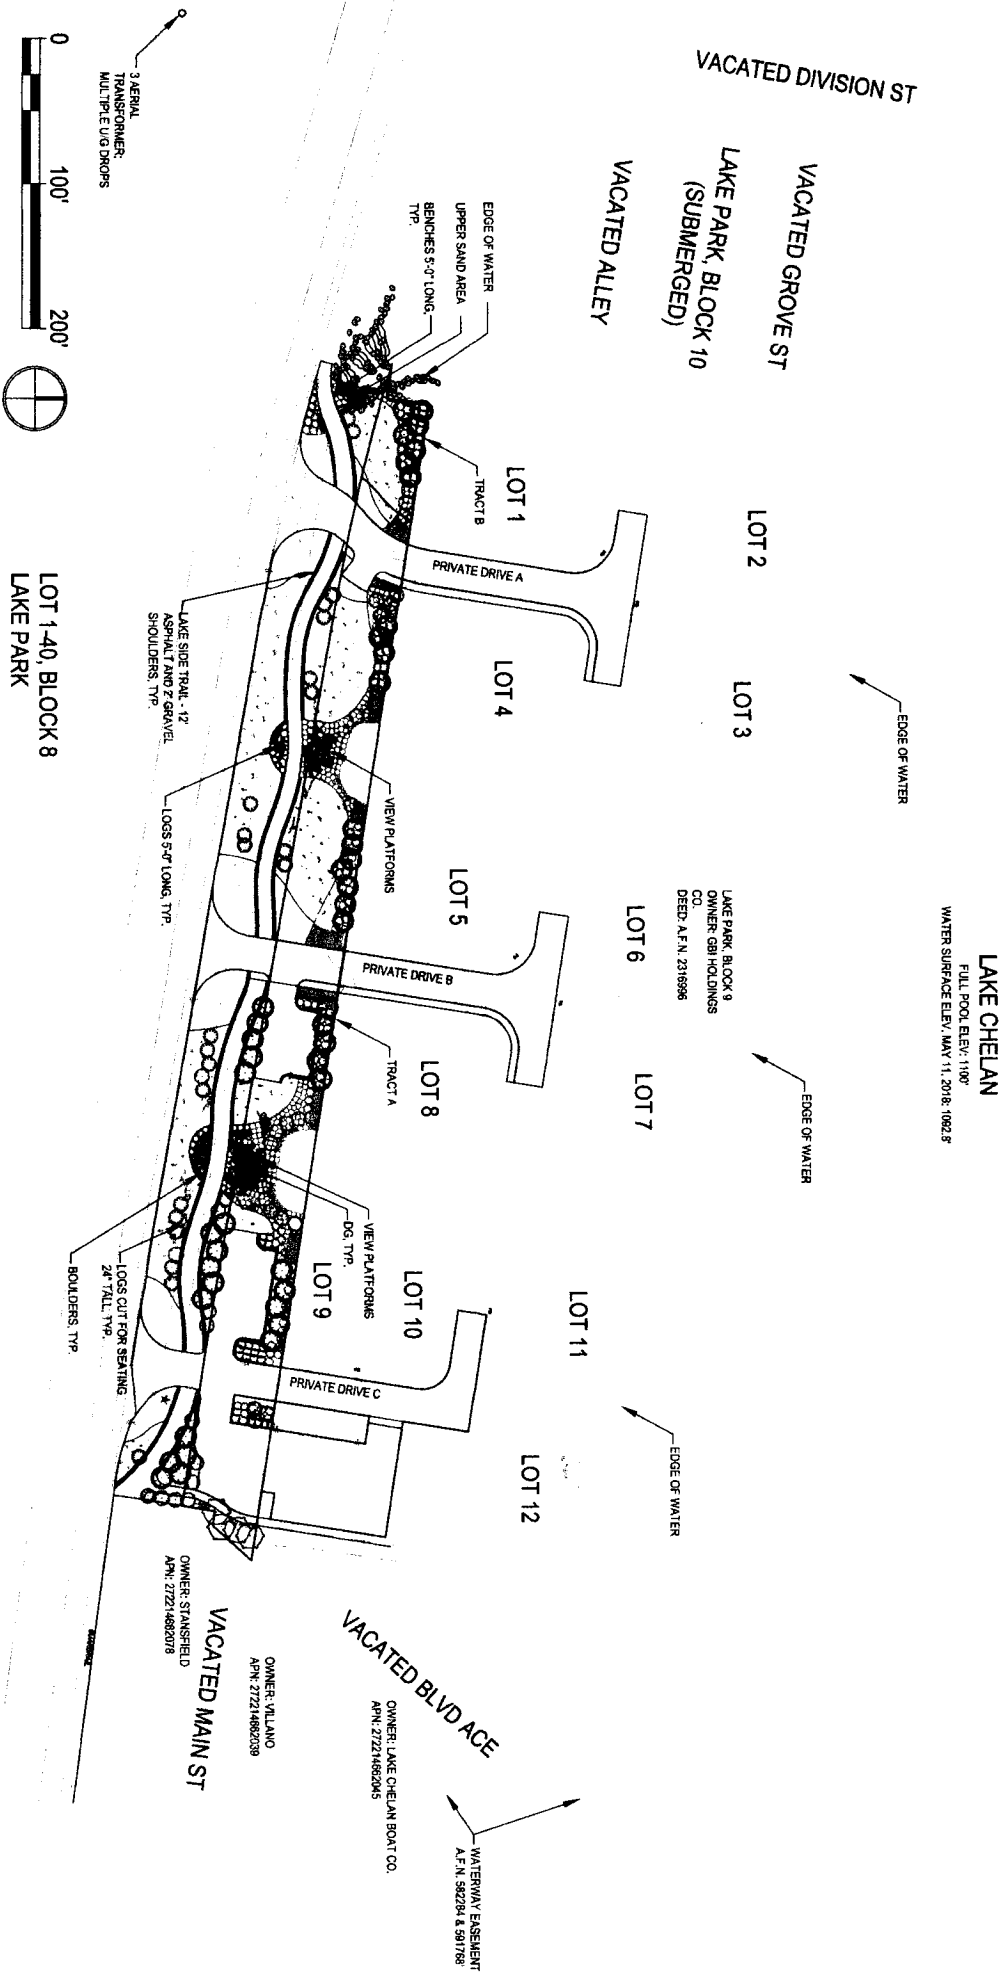 VACATED DIVISION ST
VACATED GROVE ST
LAKE PARK, BLOCK 10
(SUBMERGED)
VACATED ALLEY
3 AERIAL
TRANSFORMER:
MULTIPLE U/G DROPS
0
100'
200'
EDGE OF WATER
UPPER SAND AREA
BENCHES 5'-0" LONG,
TYP.
LOT 1
TRACT B
LOT 2
PRIVATE DRIVE A
LOT 3
LOT 4
EDGE OF WATER
LAKE SIDE TRAIL - 12'
ASPHALT AND 2' GRAVEL
SHOULDERS, TYP.
LOT 1-40, BLOCK 8
LAKE PARK
LOGS 5'-0" LONG, TYP.
VIEW PLATFORMS
LOT 5
LOT 6
LAKE PARK, BLOCK 9
OWNER: GBI HOLDINGS
CO.
DEED: A.F.N. 2316996
LAKE CHELAN
FULL POOL ELEV: 1100'
WATER SURFACE ELEV. MAY 11, 2018: 1092.8'
PRIVATE DRIVE B
TRACT A
LOT 8
LOT 7
EDGE OF WATER
VIEW PLATFORMS
DG, TYP.
LOT 9
LOT 10
LOT 11
LOGS CUT FOR SEATING
24" TALL, TYP.
BOULDERS, TYP.
PRIVATE DRIVE C
EDGE OF WATER
LOT 12
OWNER: STANSFIELD
APN: 272214682078
VACATED MAIN ST
OWNER: VILLANO
APN: 272214662039
VACATED BLVD ACE
OWNER: LAKE CHELAN BOAT CO.
APN: 272214662045
WATERWAY EASEMENT
A.F.N. 582284 & 591768'